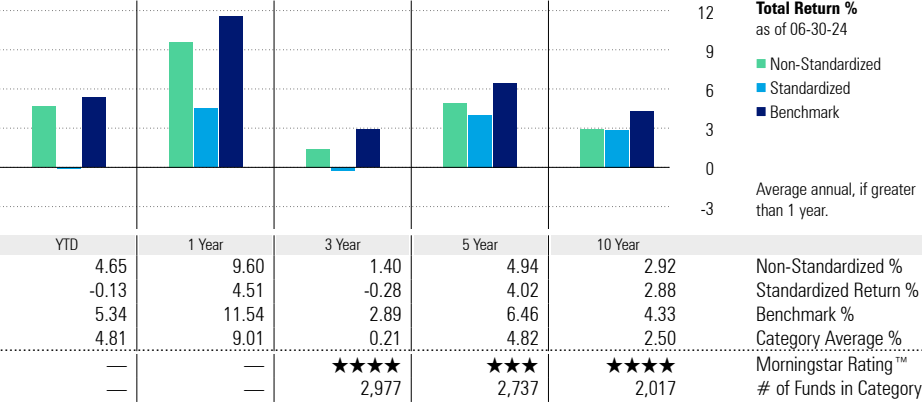 12
9
6
3
0
-3
Total Return %
as of 06-30-24
Non-Standardized
Standardized
Benchmark
Average annual, if greater
than 1 year.
YTD 1 Year 3 Year 5 Year 10 Year
4.65 9.60 1.40 4.94 2.92 Non-Standardized %
-0.13 4.51 -0.28 4.02 2.88 Standardized Return %
5.34 11.54 2.89 6.46 4.33 Benchmark %
4.81 9.01 0.21 4.82 2.50 Category Average %
— — ★★★★ ★★★ ★★★★ Morningstar Rating™
— — 2,977 2,737 2,017 # of Funds in Category